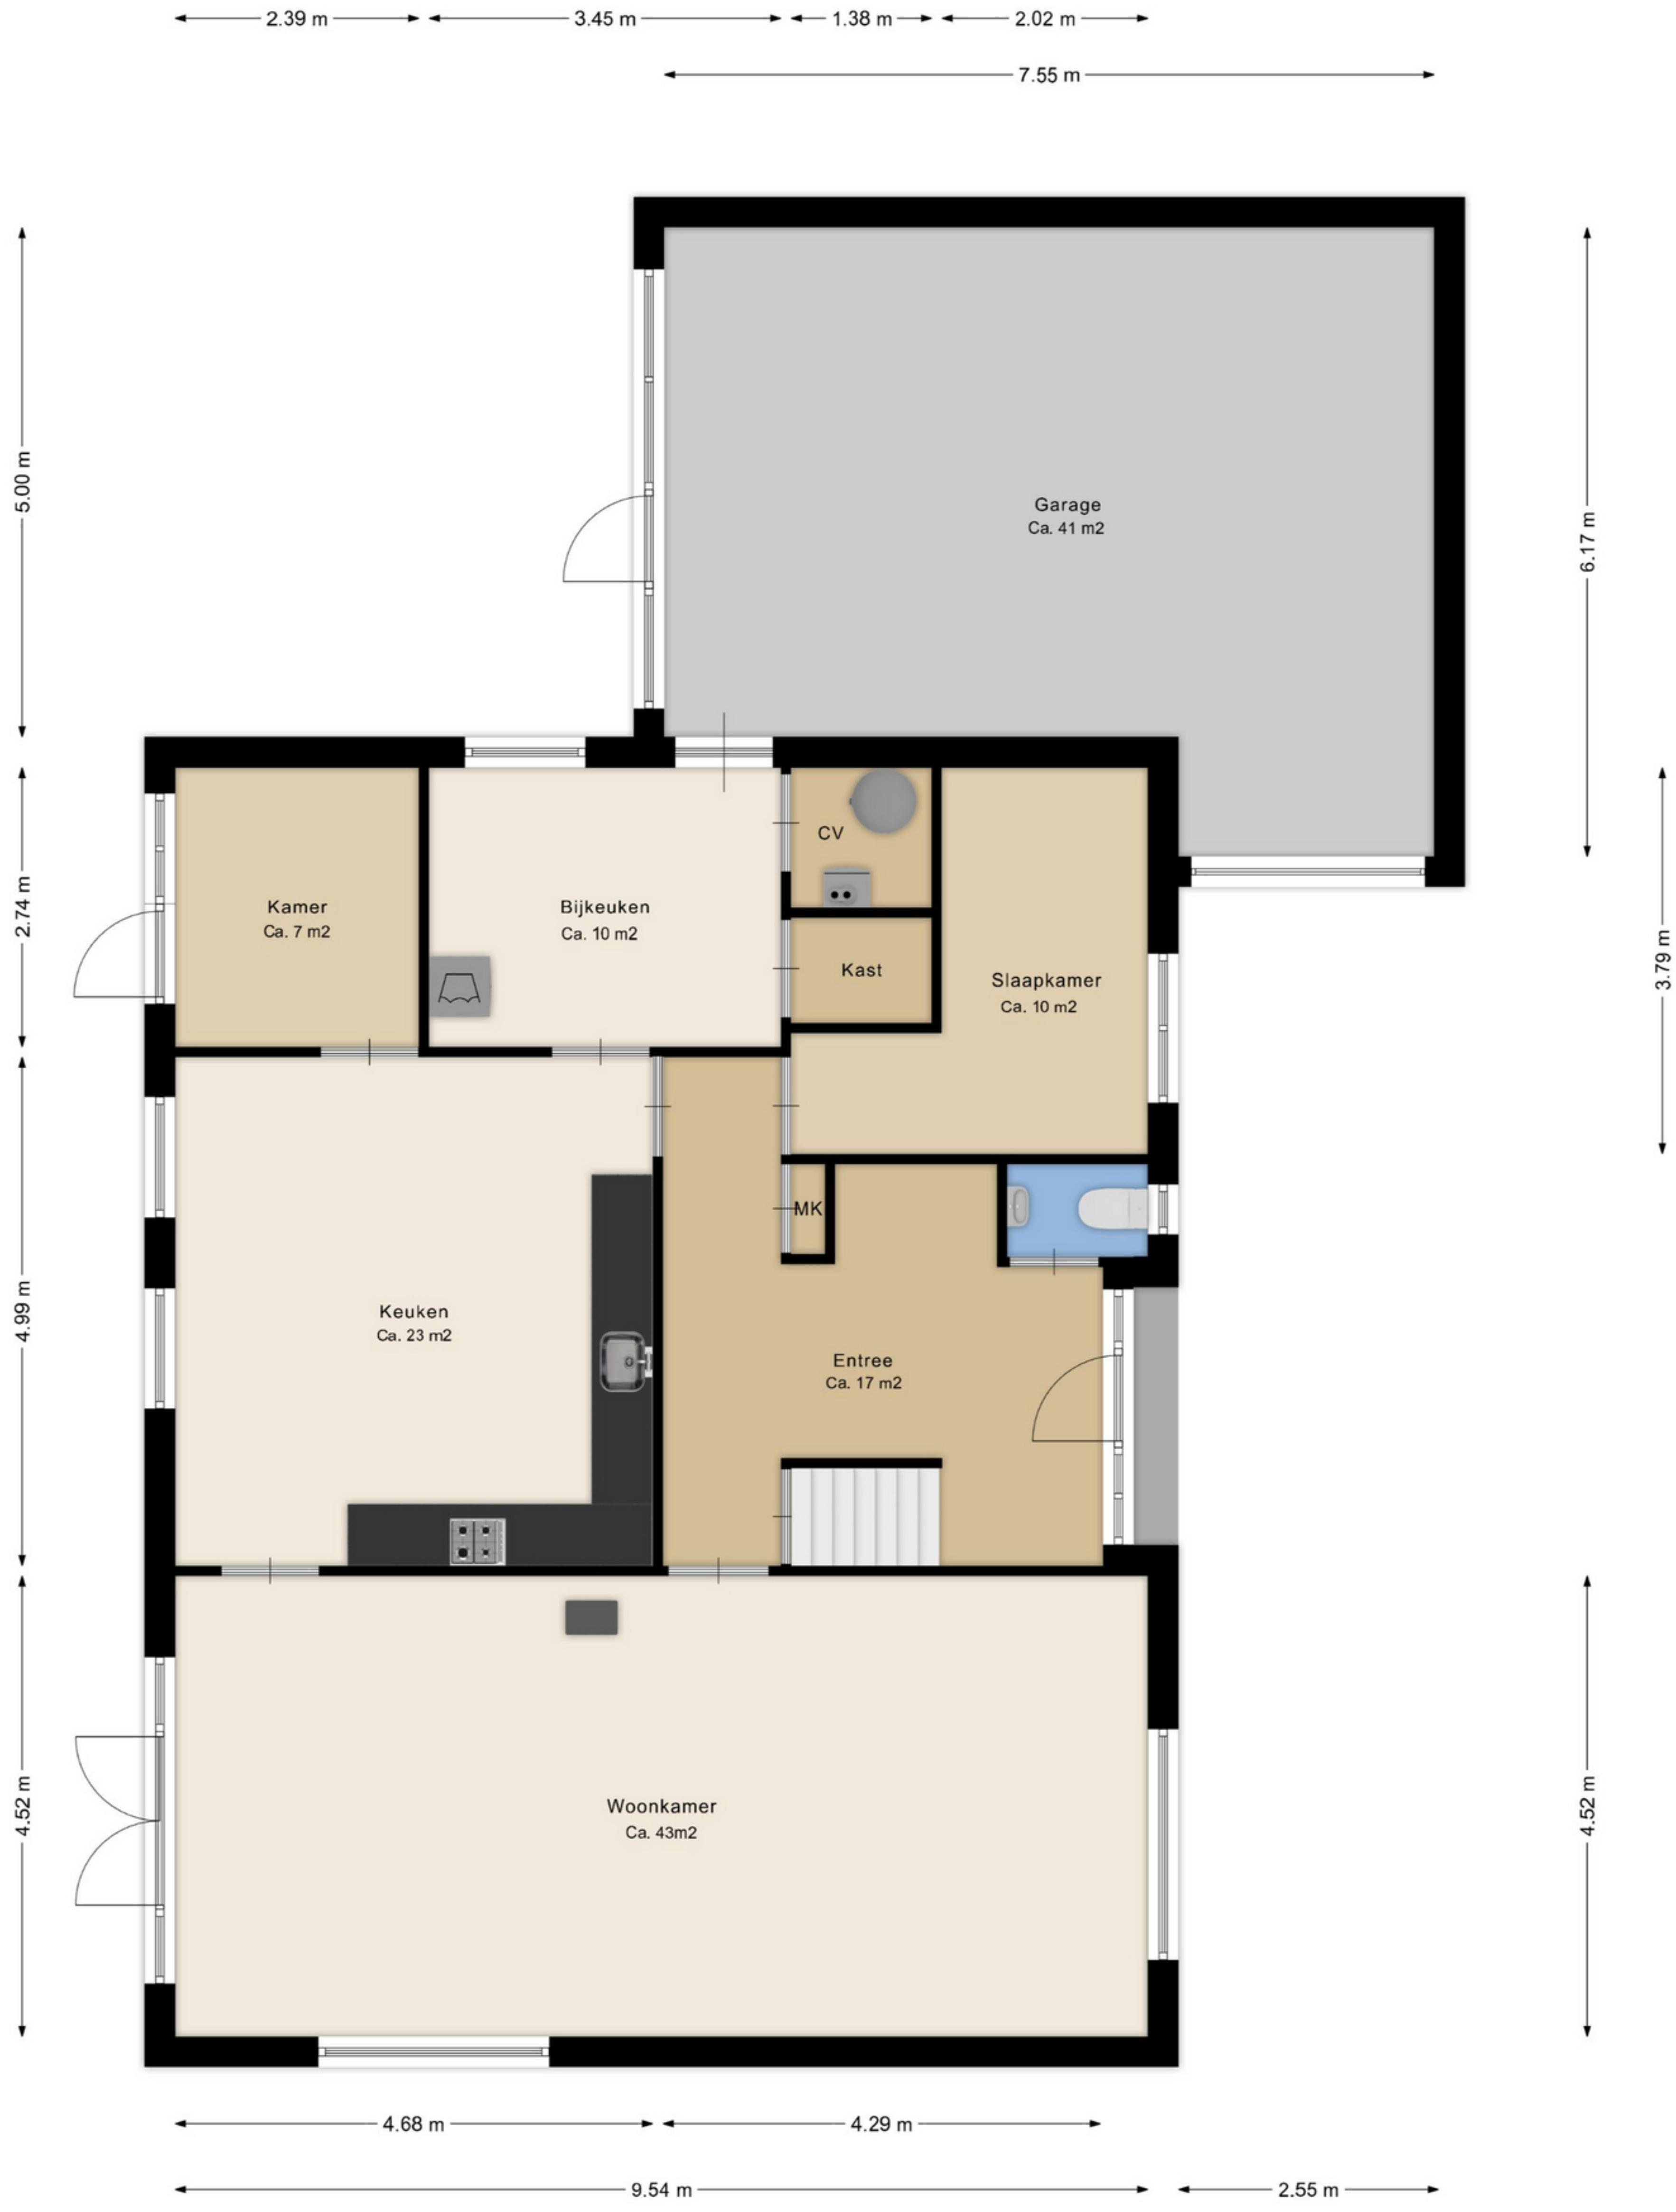 2.39 m
3.45 m
1.38 m
2.02 m
7.55 m
5.00 m
6.17 m
Garage
Ca. 41 m2
2.74 m
3.79 m
CV
Kamer
Ca. 7 m2
Bijkeuken
Ca. 10 m2
Kast
Slaapkamer
Ca. 10 m2
MK
4.99 m
Keuken
Ca. 23 m2
Entree
Ca. 17 m2
4.52 m
4.52 m
Woonkamer
Ca. 43m2
4.68 m
4.29 m
9.54 m
2.55 m